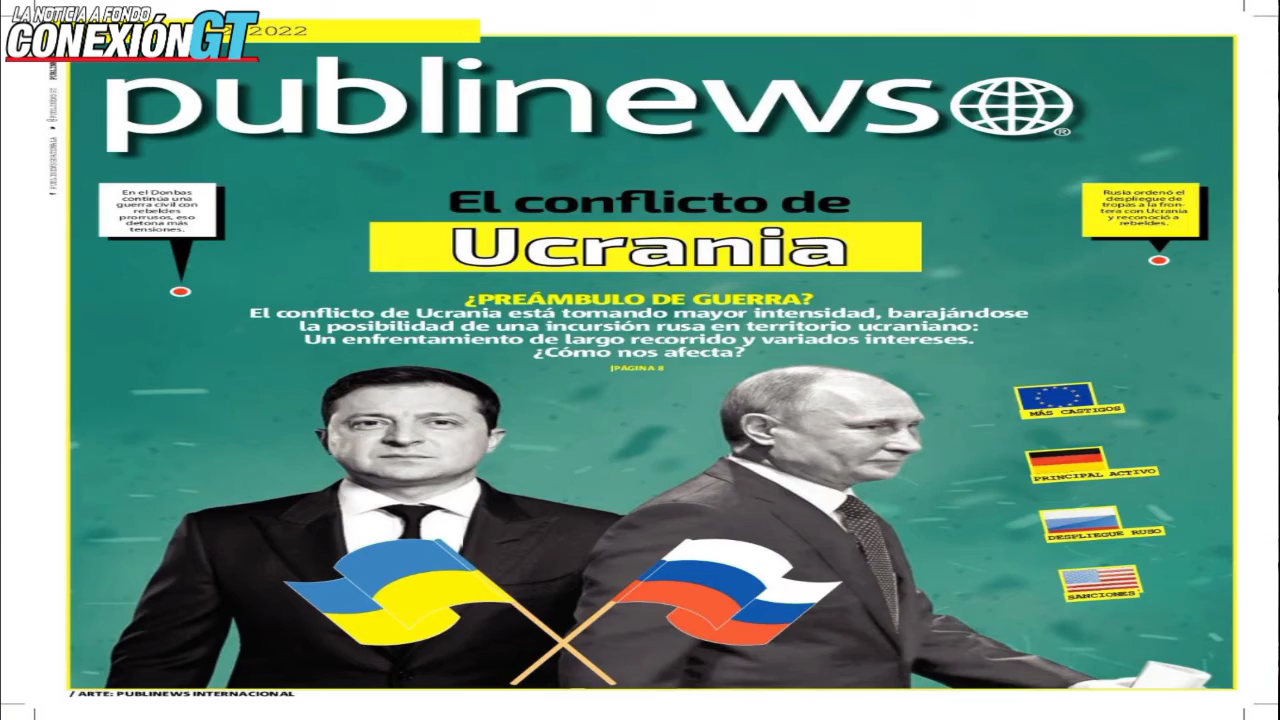 LA NOTICIA A FONDO
CONEXIÓNGT
2022
publinews
®
En el Donbas
continúa una
guerra civil con
rebeldes
prorrusos, eso
detona más
tensiones.
El conflicto de
Ucrania
Rusia ordenó el
despliegue de
tropas a la fron-
tera con Ucrania
y reconoció a
rebeldes.
¿PREÁMBULO DE GUERRA?
El conflicto de Ucrania está tomando mayor intensidad, barajándose
la posibilidad de una incursión rusa en territorio ucraniano:
Un enfrentamiento de largo recorrido y variados intereses.
¿Cómo nos afecta?
|PÁGINA 8
MÁS CASTIGOS
PRINCIPAL ACTIVO
DESPLIEGUE RUSO
SANCIONES
/ ARTE: PUBLINEWS INTERNACIONAL